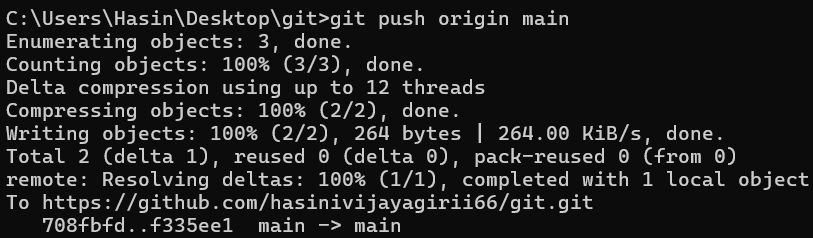 C:\Users\Hasin\Desktop\git>git push origin main
Enumerating objects: 3, done.
Counting objects: 100% (3/3), done.
Delta compression using up to 12 threads
Compressing objects: 100% (2/2), done.
Writing objects: 100% (2/2), 264 bytes | 264.00 KiB/s, done.
Total 2 (delta 1), reused 0 (delta 0), pack-reused 0 (from 0)
remote: Resolving deltas: 100% (1/1), completed with 1 local object
To https://github.com/hasinivijayagirii66/git.git
   708fbfd..f335ee1  main -> main